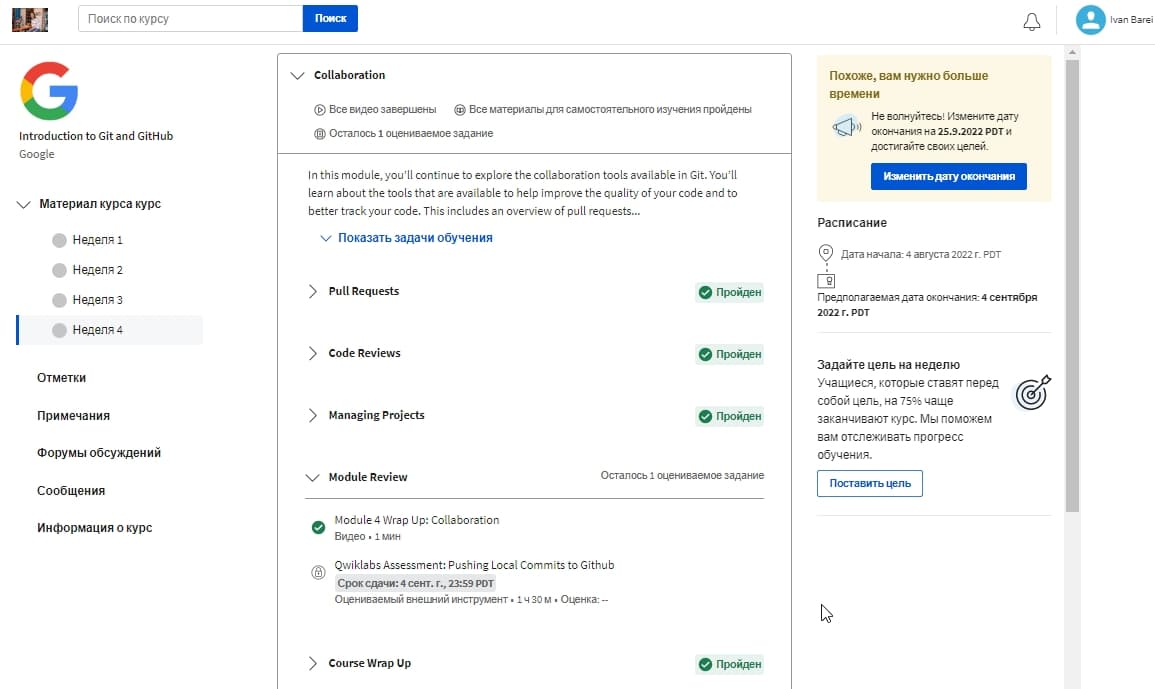 Поиск по курсу
Поиск
Ivan Barei
Introduction to Git and GitHub
Google
Материал курса курс
Неделя 1
Неделя 2
Неделя 3
Неделя 4
Отметки
Примечания
Форумы обсуждений
Сообщения
Информация о курсе
Collaboration
Все видео завершены
Все материалы для самостоятельного изучения пройдены
Осталось 1 оцениваемое задание
In this module, you'll continue to explore the collaboration tools available in Git. You'll
learn about the tools that are available to help improve the quality of your code and to
better track your code. This includes an overview of pull requests...
Показать задачи обучения
Pull Requests
Пройден
Code Reviews
Пройден
Managing Projects
Пройден
Module Review
Осталось 1 оцениваемое задание
Module 4 Wrap Up: Collaboration
Видео • 1 мин
Qwiklabs Assessment: Pushing Local Commits to Github
Срок сдачи: 4 сент. г., 23:59 PDT
Оцениваемый внешний инструмент • 1 ч 30 м • Оценка: --
Course Wrap Up
Пройден
Похоже, вам нужно больше
времени
Не волнуйтесь! Измените дату
окончания на 25.9.2022 PDT и
достигайте своих целей.
Изменить дату окончания
Расписание
Дата начала: 4 августа 2022 г. PDT
Предполагаемая дата окончания: 4 сентября
2022 г. PDT
Задайте цель на неделю
Учащиеся, которые ставят перед
собой цель, на 75% чаще
заканчивают курс. Мы поможем
вам отслеживать прогресс
обучения.
Поставить цель